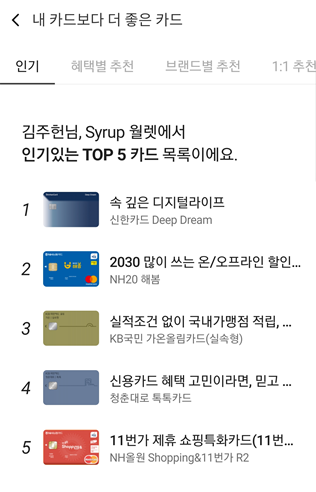 내 카드보다 더 좋은 카드
인기 혜택별 추천 브랜드별 추천 1:1 추천
김주헌님, Syrup 월렛에서
인기있는 TOP 5 카드 목록이에요.
1
속 깊은 디지털라이프
신한카드 Deep Dream
2
2030 많이 쓰는 온/오프라인 할인...
NH20 해봄
3
실적조건 없이 국내가맹점 적립, ...
KB국민 가온올림카드(실속형)
4
신용카드 혜택 고민이라면, 믿고 ...
청춘대로 톡톡카드
5
11번가 제휴 쇼핑특화카드(11번...
NH올원 Shopping&11번가 R2